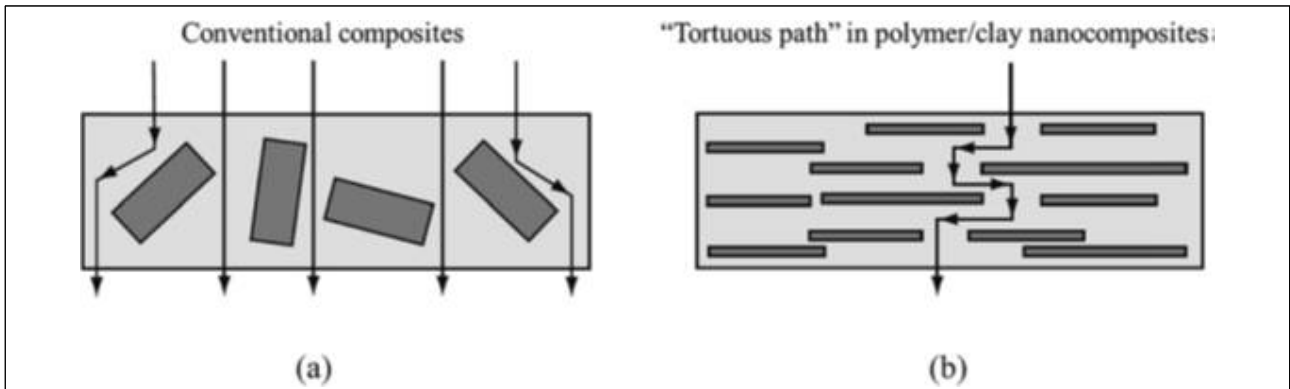 Conventional composites
"Tortuous path" in polymer/clay nanocomposites
(a)
(b)